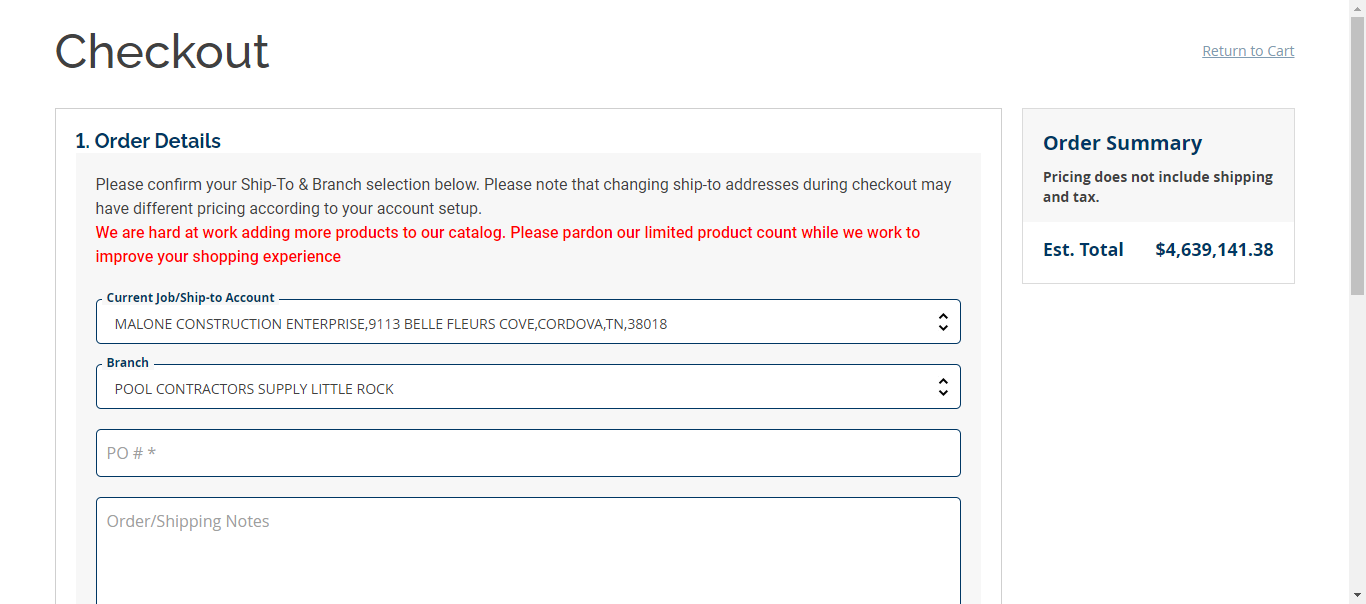 Checkout
Return to Cart
1. Order Details
Please confirm your Ship-To & Branch selection below. Please note that changing ship-to addresses during checkout may
have different pricing according to your account setup.
We are hard at work adding more products to our catalog. Please pardon our limited product count while we work to
improve your shopping experience
Current Job/Ship-to Account
MALONE CONSTRUCTION ENTERPRISE,9113 BELLE FLEURS COVE,CORDOVA,TN,38018
Branch
POOL CONTRACTORS SUPPLY LITTLE ROCK
PO # *
Order/Shipping Notes
Order Summary
Pricing does not include shipping
and tax.
Est. Total $4,639,141.38